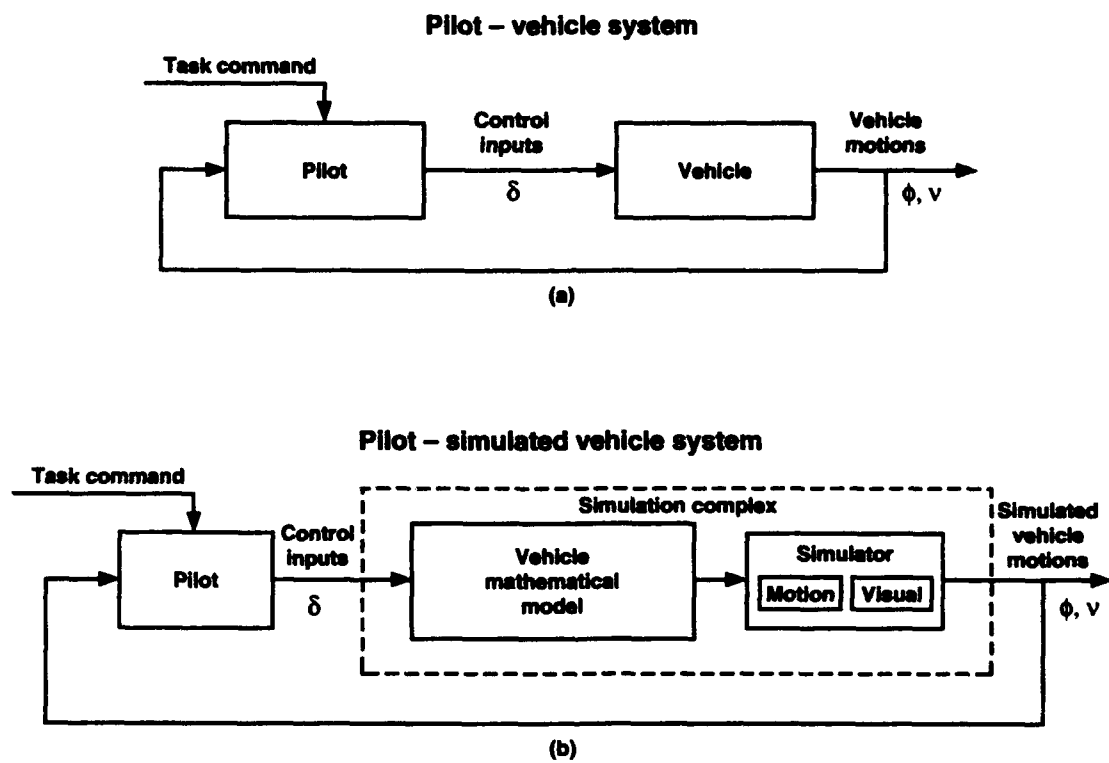 Pilot – vehicle system
Task command
Pilot
Control
inputs
δ
Vehicle
Vehicle
motions
ϕ, ν
(a)
Pilot – simulated vehicle system
Task command
Pilot
Control
inputs
δ
Simulation complex
Vehicle
mathematical
model
Simulator
Motion
Visual
Simulated
vehicle
motions
ϕ, ν
(b)